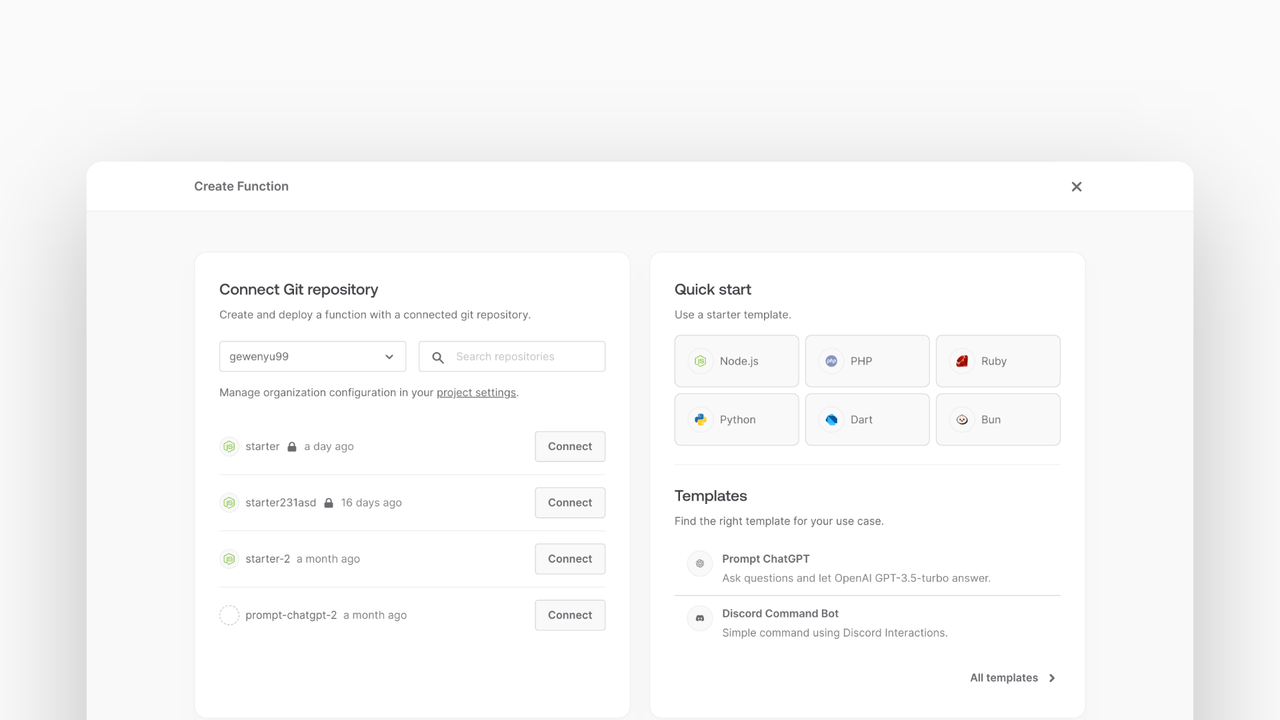 Create Function
Connect Git repository
Create and deploy a function with a connected git repository.
gewenyu99
Search repositories
Manage organization configuration in your project settings.
starter a day ago
Connect
starter231asd 16 days ago
Connect
starter-2 a month ago
Connect
prompt-chatgpt-2 a month ago
Connect
Quick start
Use a starter template.
Node.js
php PHP
Ruby
Python
Dart
Bun
Templates
Find the right template for your use case.
Prompt ChatGPT
Ask questions and let OpenAI GPT-3.5-turbo answer.
Discord Command Bot
Simple command using Discord Interactions.
All templates